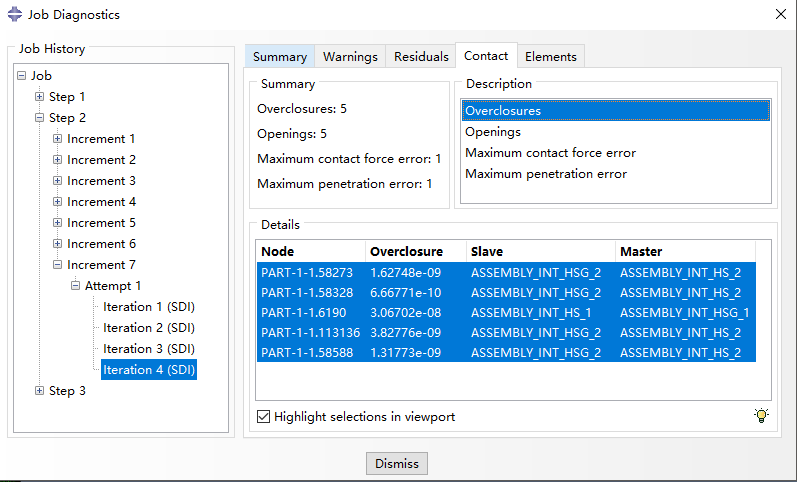 Job Diagnostics
Job History
Job
Step 1
Step 2
Increment 1
Increment 2
Increment 3
Increment 4
Increment 5
Increment 6
Increment 7
Attempt 1
Iteration 1 (SDI)
Iteration 2 (SDI)
Iteration 3 (SDI)
Iteration 4 (SDI)
Step 3
Summary Warnings Residuals Contact Elements
Summary
Overclosures: 5
Openings: 5
Maximum contact force error: 1
Maximum penetration error: 1
Description
Overclosures
Openings
Maximum contact force error
Maximum penetration error
Details
Node Overclosure Slave Master
PART-1-1.58273 1.62748e-09 ASSEMBLY_INT_HSG_2 ASSEMBLY_INT_HS_2
PART-1-1.58328 6.66771e-10 ASSEMBLY_INT_HSG_2 ASSEMBLY_INT_HS_2
PART-1-1.6190 3.06702e-08 ASSEMBLY_INT_HS_1 ASSEMBLY_INT_HSG_1
PART-1-1.113136 3.82776e-09 ASSEMBLY_INT_HSG_2 ASSEMBLY_INT_HS_2
PART-1-1.58588 1.31773e-09 ASSEMBLY_INT_HSG_2 ASSEMBLY_INT_HS_2
Highlight selections in viewport
Dismiss